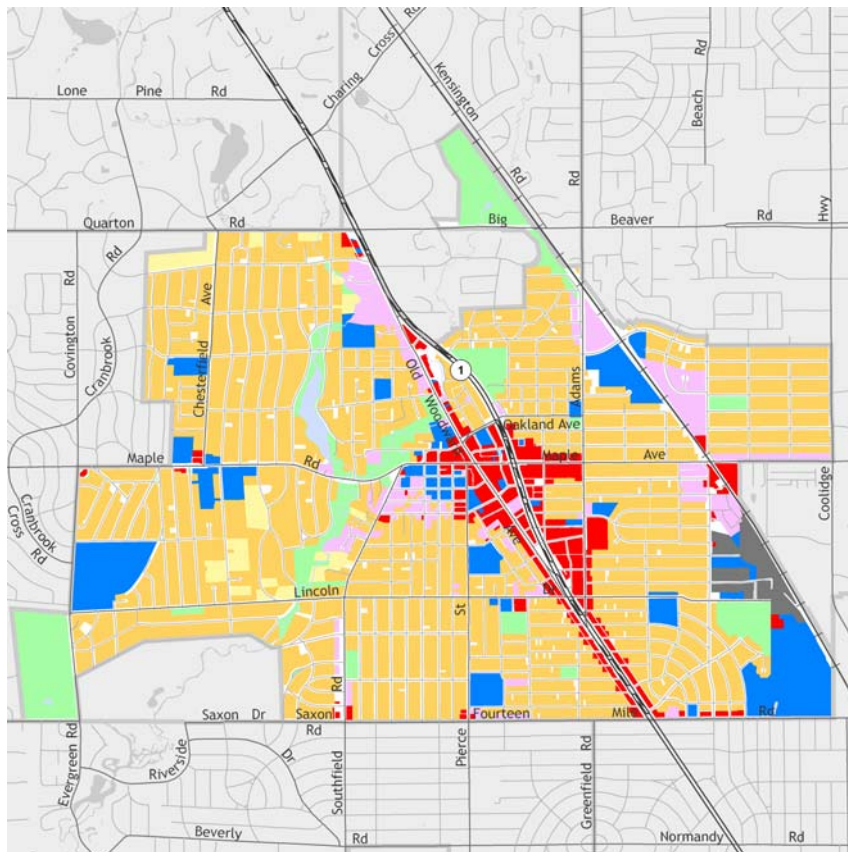 Cross Rd
Charing
Kensington
Rd
Lone Pine Rd
Beach Rd
Rd
Quarton Rd
Big Beaver Rd
Hwy
Covington Rd
Cranbrook
Rd
Chesterfield Ave
Old
Woodward
Ave
1
Adams
Oakland Ave
Maple
Rd
Maple
Ave
Coolidge
Cranbrook
Cross
Rd
Lincoln
St
Saxon Dr
Saxon
Rd
Fourteen Mile Rd
Evergreen Rd
Riverside
Dr
Southfield
Rd
Pierce
Greenfield Rd
Beverly Rd
Normandy Rd